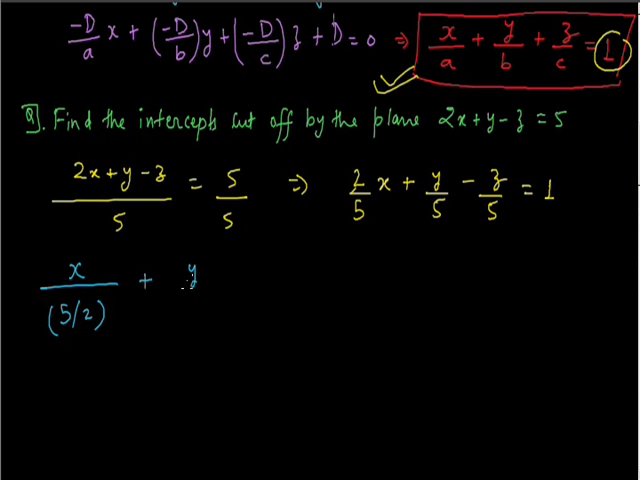 -D/a x + (-D/b) y + (-D/c) z + D = 0 ⇒ x/a + y/b + z/c = 1
Q]. Find the intercepts cut off by the plane 2x + y - z = 5
(2x + y - z)/5 = 5/5 ⇒ 2/5 x + y/5 - z/5 = 1
x/(5/2) + y